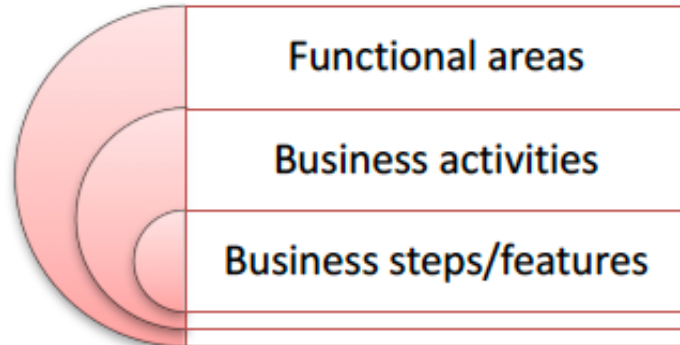 Functional areas
Business activities
Business steps/features